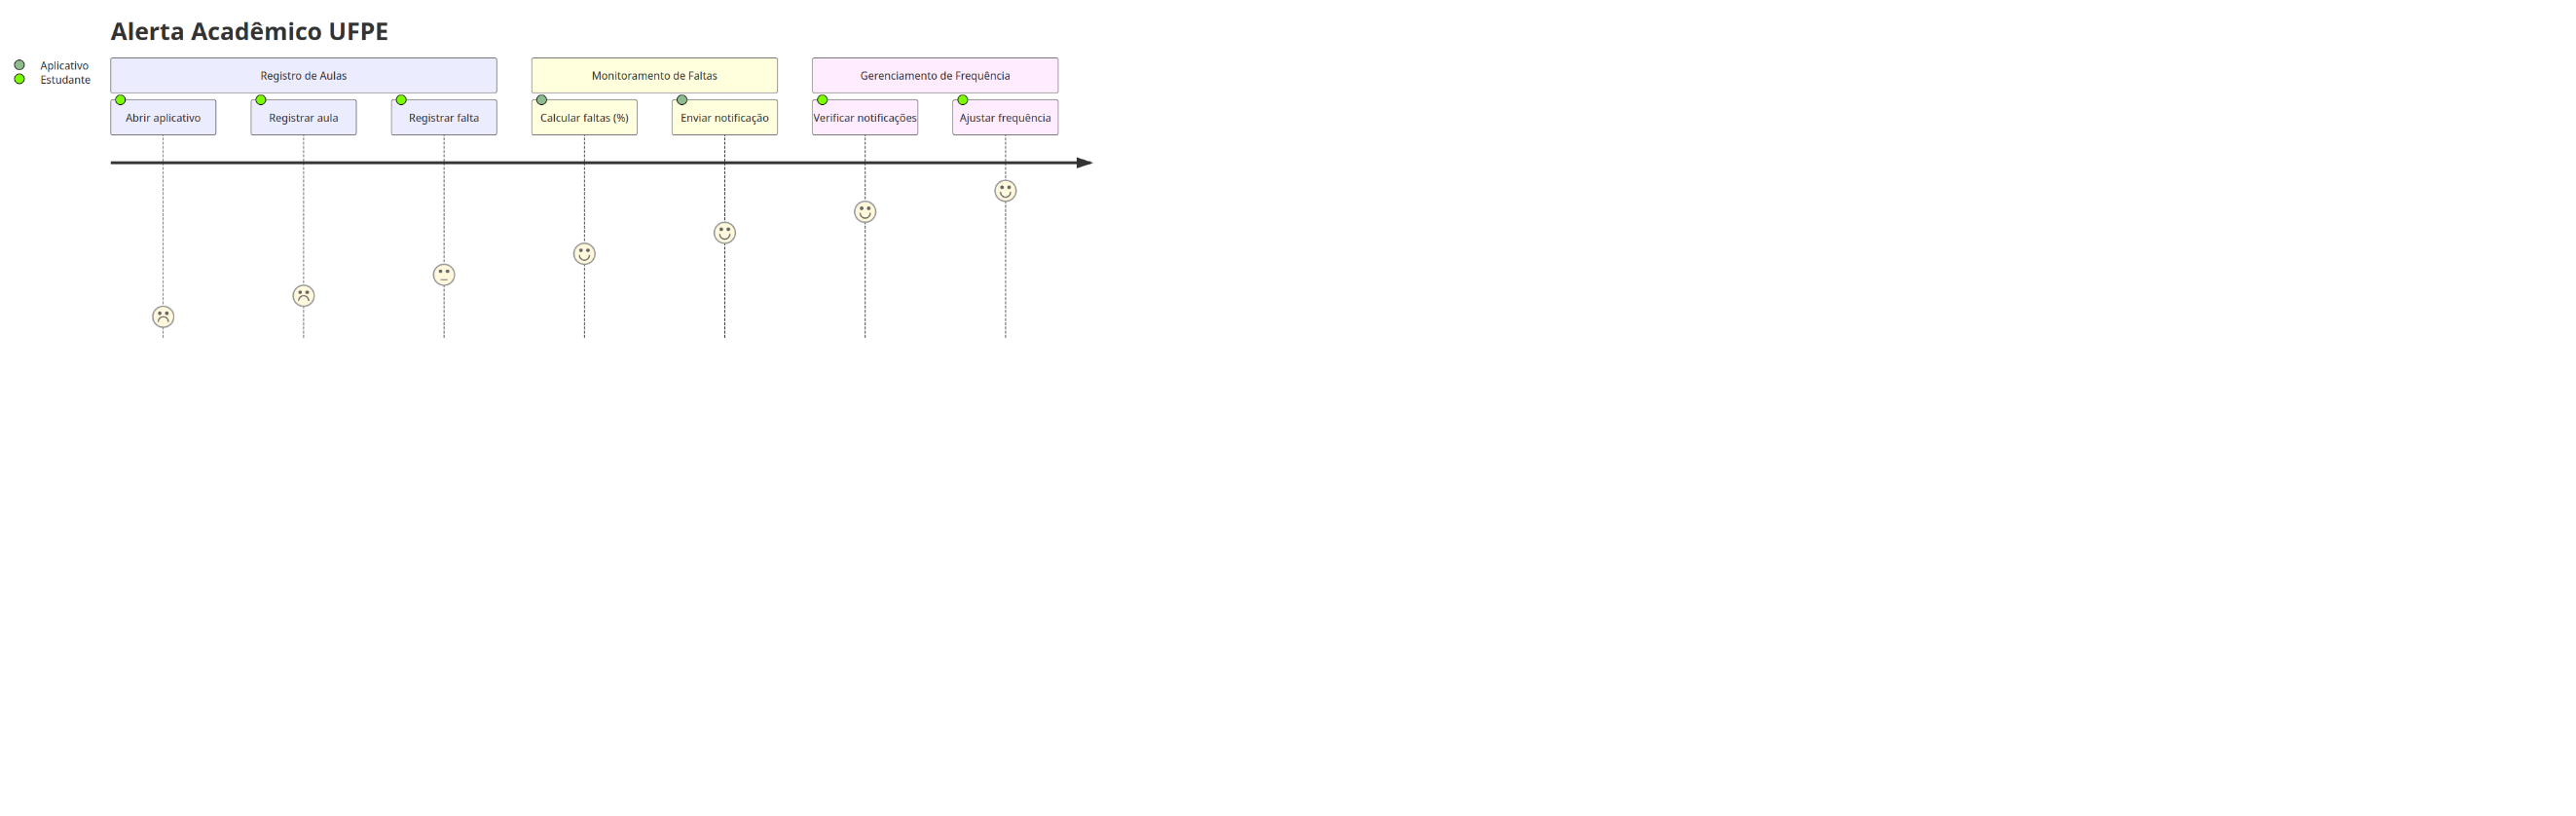 Alerta Acadêmico UFPE
Aplicativo
Estudante
Registro de Aulas
Monitoramento de Faltas
Gerenciamento de Frequência
Abrir aplicativo
Registrar aula
Registrar falta
Calcular faltas (%)
Enviar notificação
Verificar notificações
Ajustar frequência